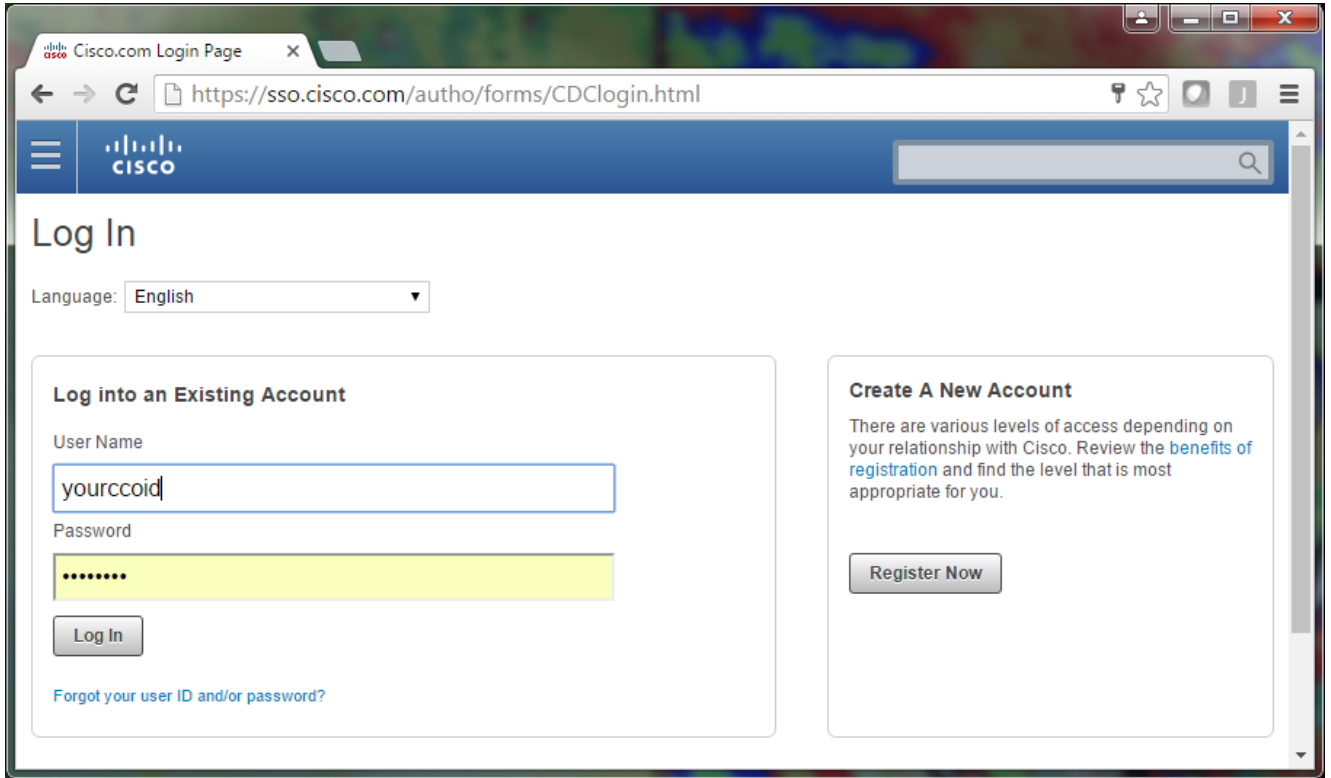 Cisco.com Login Page
https://sso.cisco.com/autho/forms/CDClogin.html
J
CISCO
Log In
Language: English
Log into an Existing Account
User Name
yourccoid
Password
••••••••
Log In
Forgot your user ID and/or password?
Create A New Account
There are various levels of access depending on
your relationship with Cisco. Review the benefits of
registration and find the level that is most
appropriate for you.
Register Now